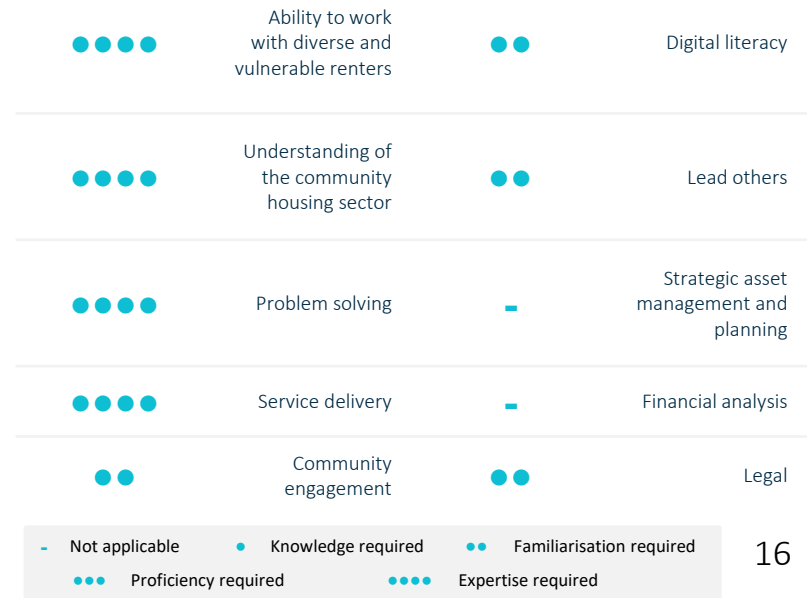 ●●●●
Ability to work
with diverse and
vulnerable renters
●●
Digital literacy
●●●●
Understanding of
the community
housing sector
●●
Lead others
●●●●
Problem solving
-
Strategic asset
management and
planning
●●●●
Service delivery
-
Financial analysis
●●
Community
engagement
●●
Legal
- Not applicable ● Knowledge required ●● Familiarisation required
●●● Proficiency required ●●●● Expertise required
16